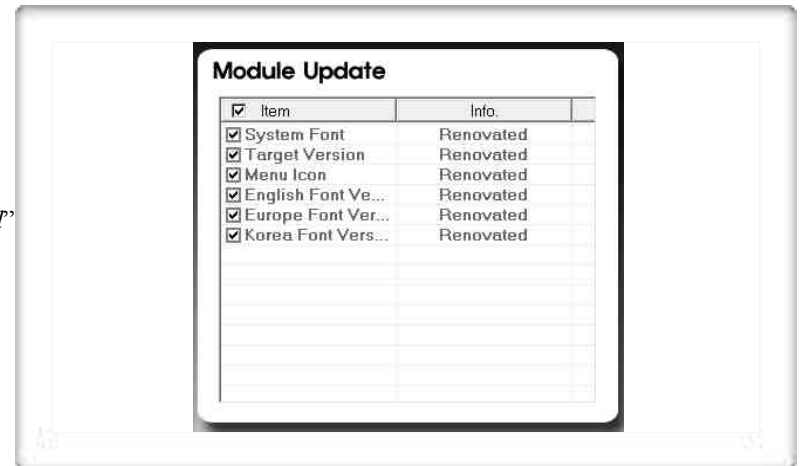 Module Update
Item Info.
System Font Renovated
Target Version Renovated
Menu Icon Renovated
English Font Ve... Renovated
Europe Font Ver... Renovated
Korea Font Vers... Renovated